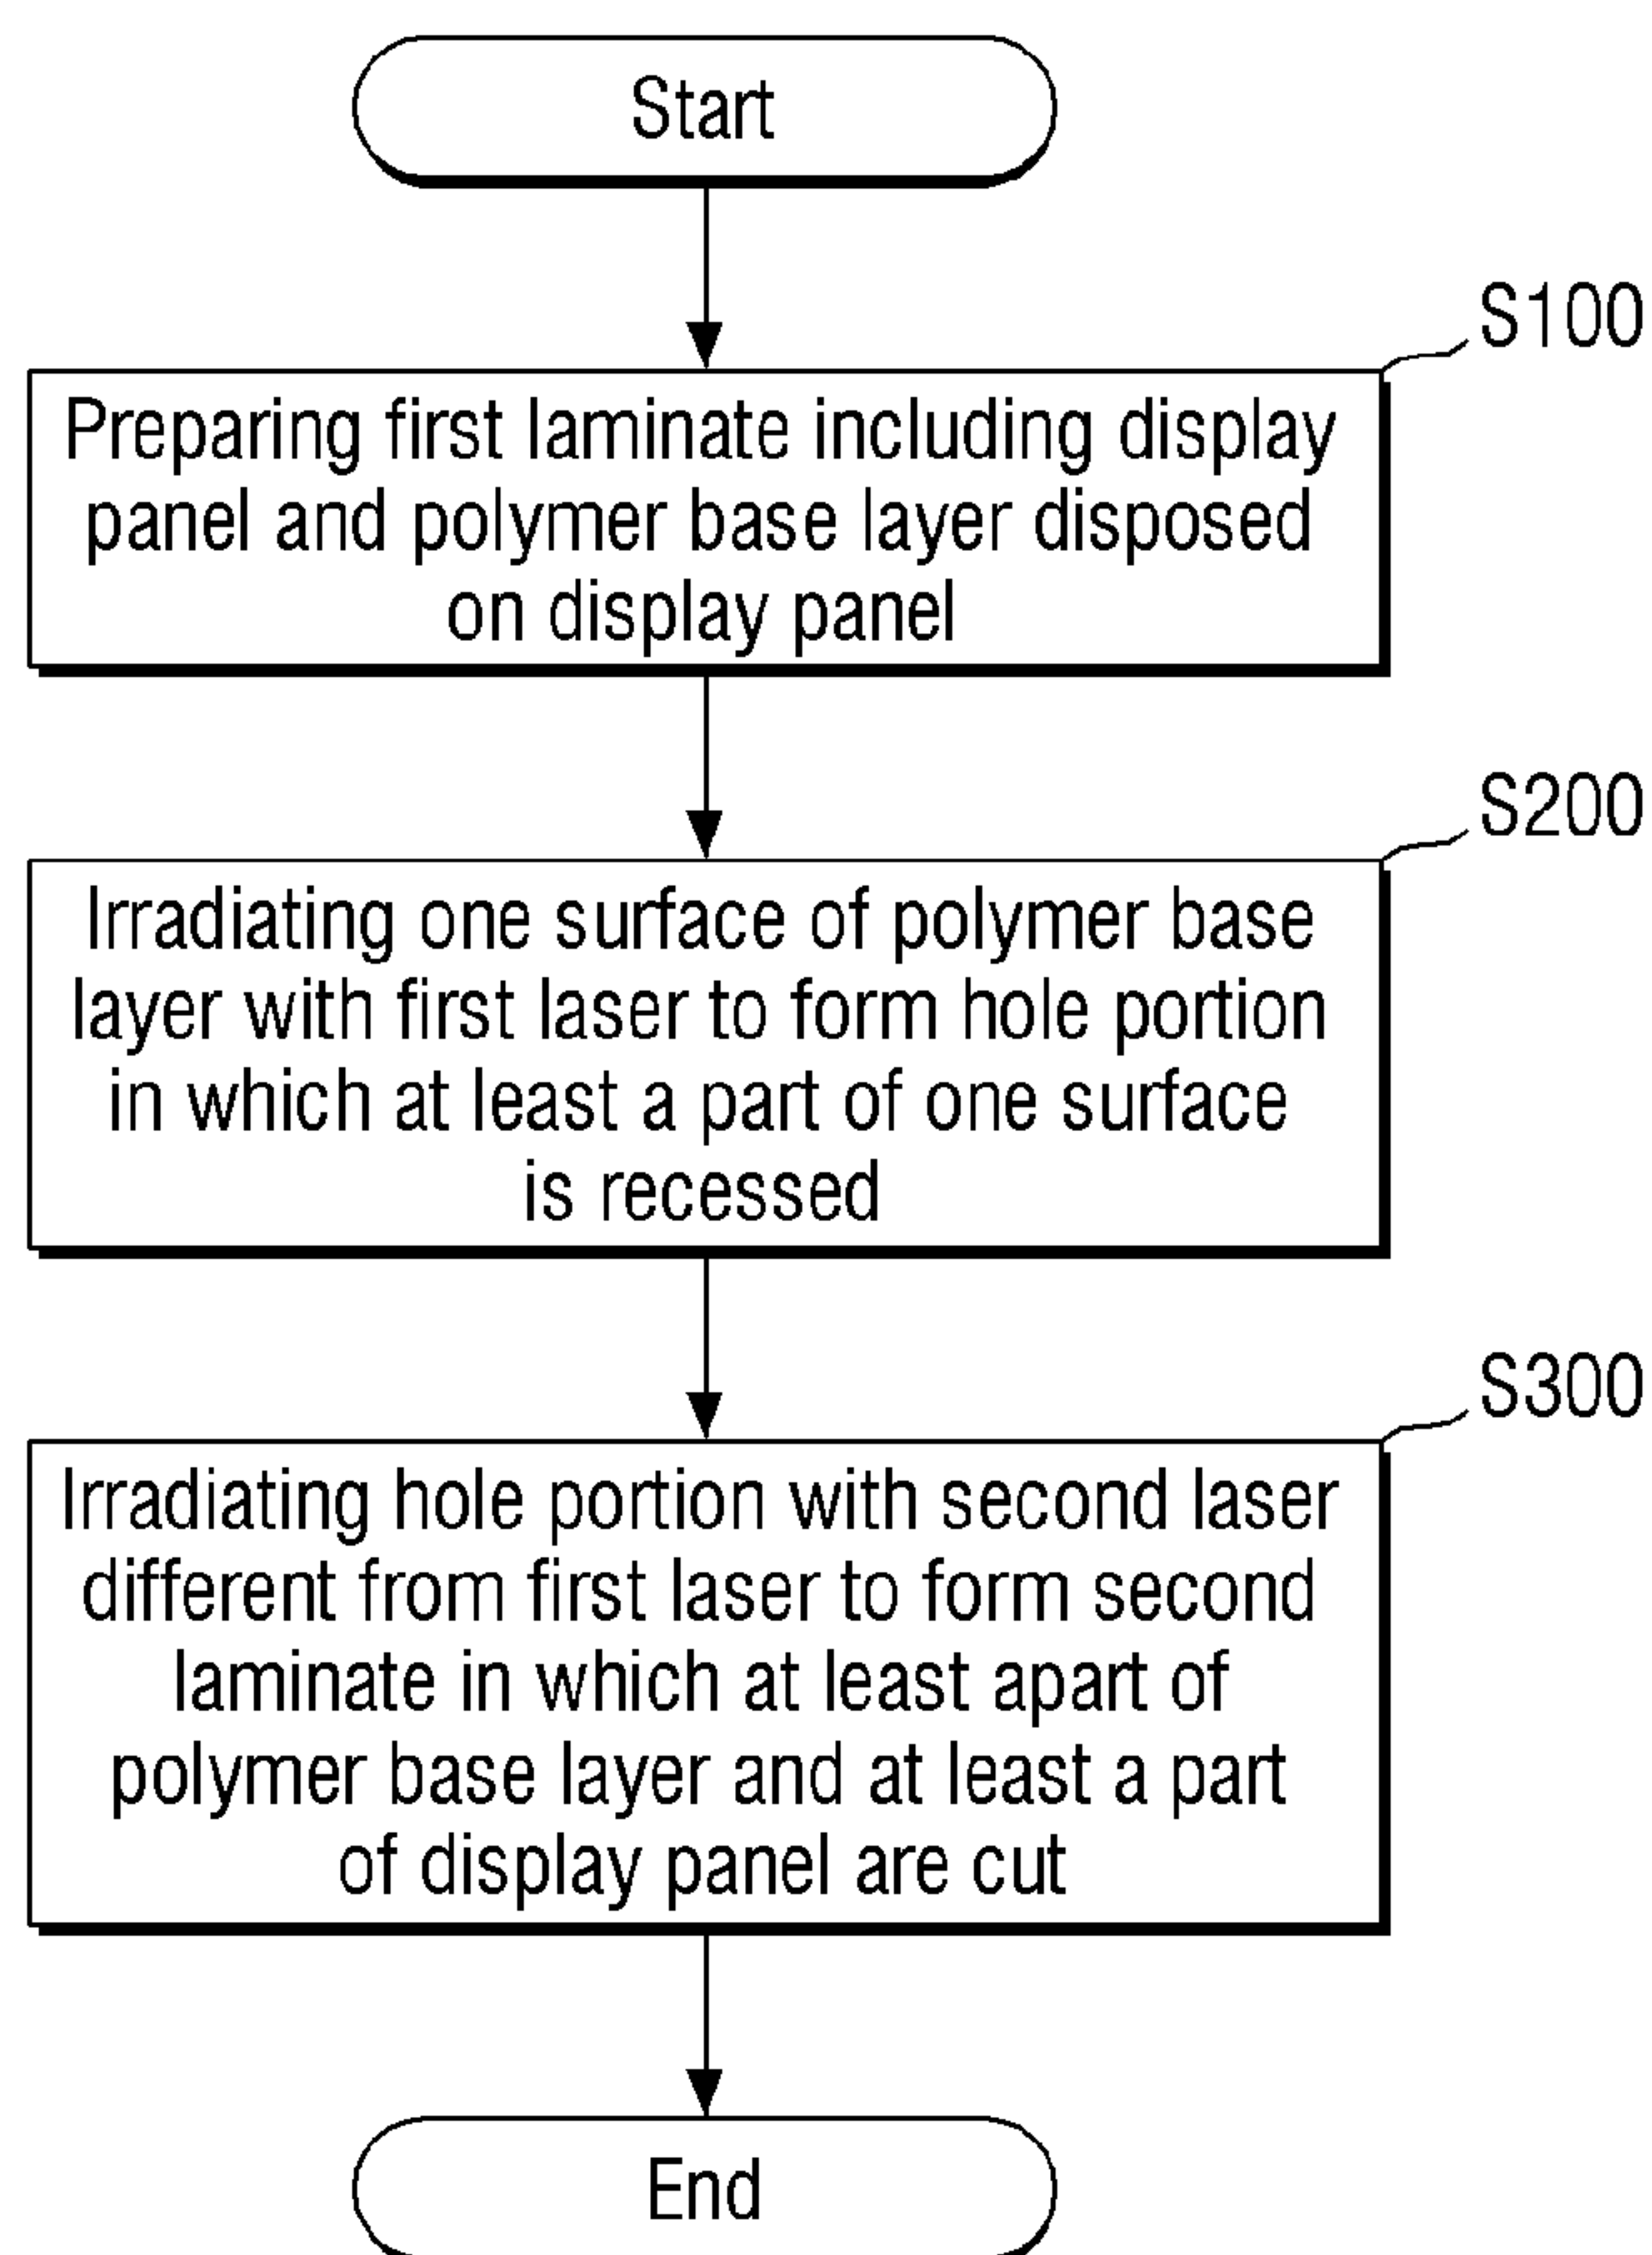 Start
S100
Preparing first laminate including display
panel and polymer base layer disposed
on display panel
S200
Irradiating one surface of polymer base
layer with first laser to form hole portion
in which at least a part of one surface
is recessed
S300
Irradiating hole portion with second laser
different from first laser to form second
laminate in which at least apart of
polymer base layer and at least a part
of display panel are cut
End